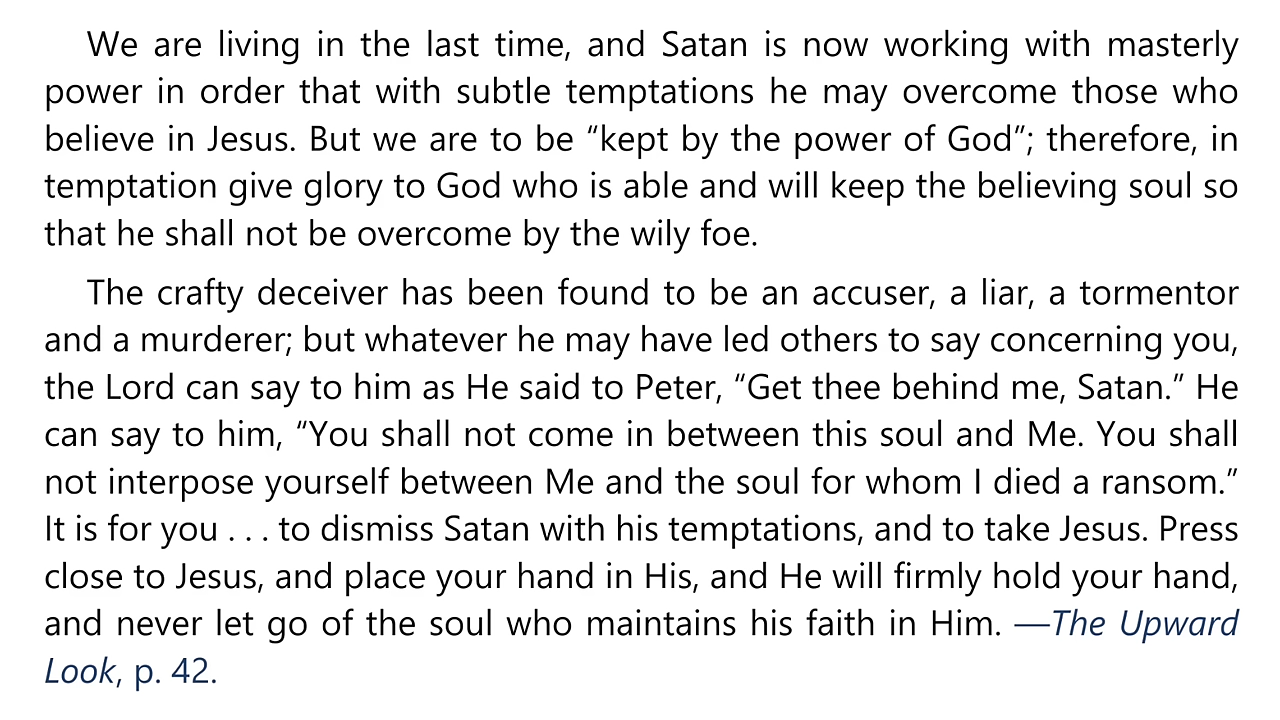 We are living in the last time, and Satan is now working with masterly
power in order that with subtle temptations he may overcome those who
believe in Jesus. But we are to be “kept by the power of God”; therefore, in
temptation give glory to God who is able and will keep the believing soul so
that he shall not be overcome by the wily foe.
The crafty deceiver has been found to be an accuser, a liar, a tormentor
and a murderer; but whatever he may have led others to say concerning you,
the Lord can say to him as He said to Peter, “Get thee behind me, Satan.” He
can say to him, “You shall not come in between this soul and Me. You shall
not interpose yourself between Me and the soul for whom I died a ransom.”
It is for you . . . to dismiss Satan with his temptations, and to take Jesus. Press
close to Jesus, and place your hand in His, and He will firmly hold your hand,
and never let go of the soul who maintains his faith in Him. —The Upward
Look, p. 42.